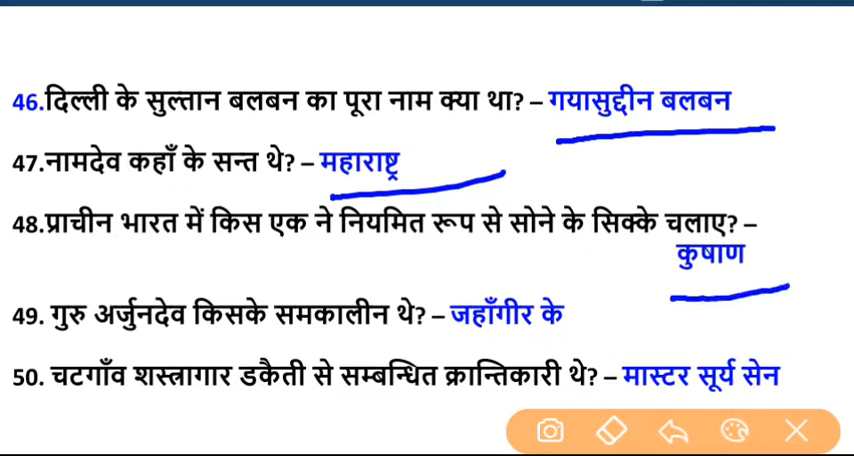 46.दिल्ली के सुल्तान बलबन का पूरा नाम क्या था? – गयासुद्दीन बलबन
47.नामदेव कहाँ के सन्त थे? – महाराष्ट्र
48.प्राचीन भारत में किस एक ने नियमित रूप से सोने के सिक्के चलाए? –
कुषाण
49. गुरु अर्जुनदेव किसके समकालीन थे? – जहाँगीर के
50. चटगाँव शस्त्रागार डकैती से सम्बन्धित क्रान्तिकारी थे? – मास्टर सूर्य सेन